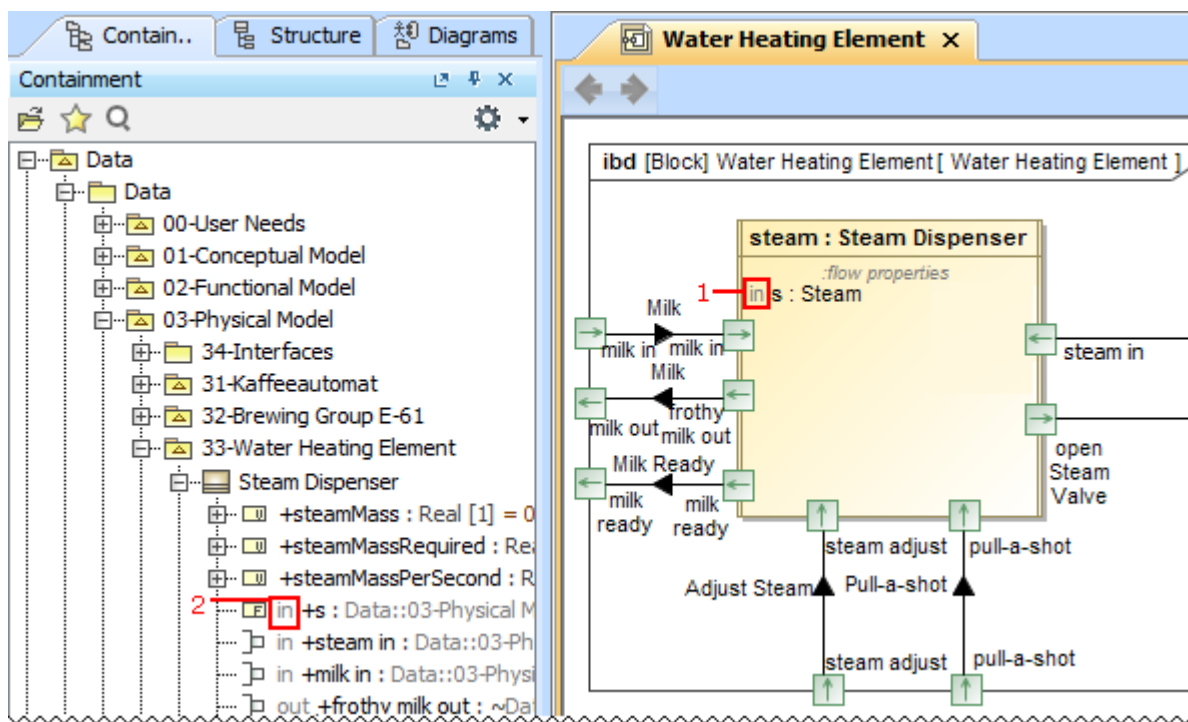 Contain..
Structure
Diagrams
Containment
Data
Data
00-User Needs
01-Conceptual Model
02-Functional Model
03-Physical Model
34-Interfaces
31-Kaffeeautomat
32-Brewing Group E-61
33-Water Heating Element
Steam Dispenser
+steamMass : Real [1] = 0
+steamMassRequired : Rea
+steamMassPerSecond : R
2
F in +s : Data::03-Physical M
in +steam in : Data::03-Ph
in +milk in : Data::03-Physi
out +frothy milk out : ~Dat
Water Heating Element
ibd [Block] Water Heating Element[ Water Heating Element ]
steam : Steam Dispenser
:flow properties
1
in s : Steam
Milk
milk in
milk in
Milk
milk out
frothy
milk out
Milk Ready
milk
ready
milk
ready
steam in
open
Steam
Valve
steam adjust
pull-a-shot
Adjust Steam
Pull-a-shot
steam adjust
pull-a-shot